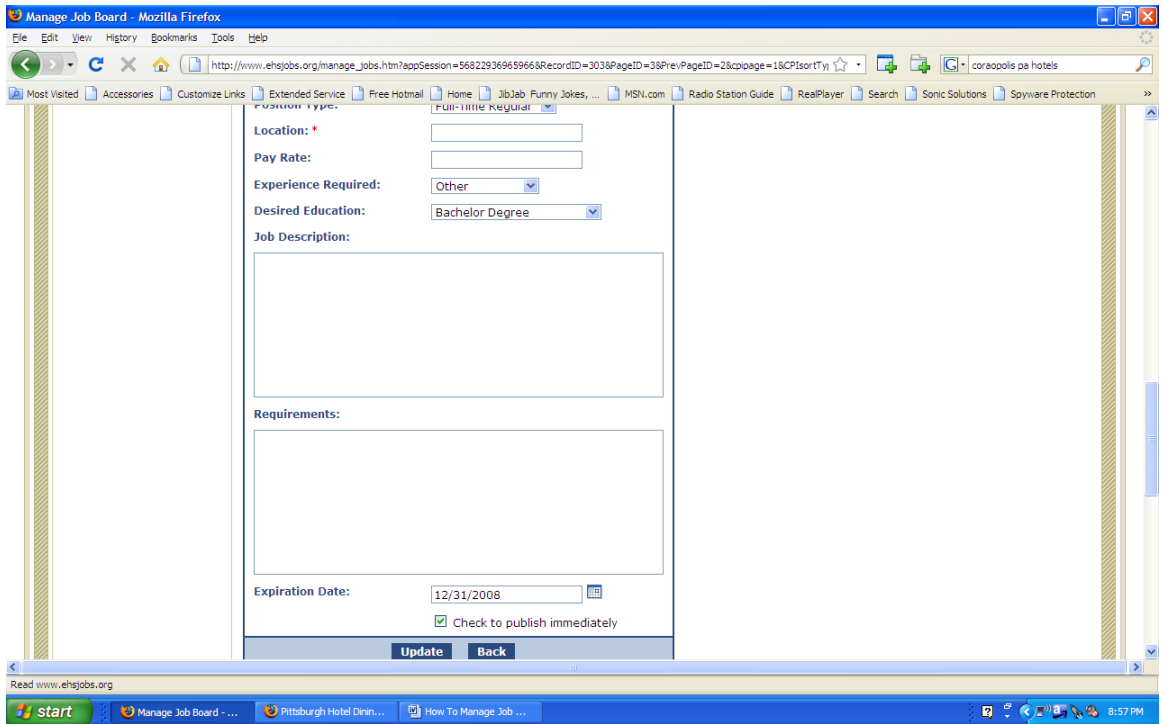 Manage Job Board - Mozilla Firefox
File Edit View History Bookmarks Tools Help
http://www.ehsjobs.org/manage_jobs.htm?appSession=56822936965966&RecordID=303&PageID=3&PrevPageID=2&cpipage=1&CPIsortTy G coraopolis pa hotels
Most Visited Accessories Customize Links Extended Service Free Hotmail Home JibJab Funny Jokes, ... MSN.com Radio Station Guide RealPlayer Search Sonic Solutions Spyware Protection »
Position Type: Full-Time Regular
Location: *
Pay Rate:
Experience Required: Other
Desired Education: Bachelor Degree
Job Description:
Requirements:
Expiration Date: 12/31/2008
Check to publish immediately
Update Back
Read www.ehsjobs.org
start Manage Job Board - ... Pittsburgh Hotel Dinin... How To Manage Job ... 8:57 PM